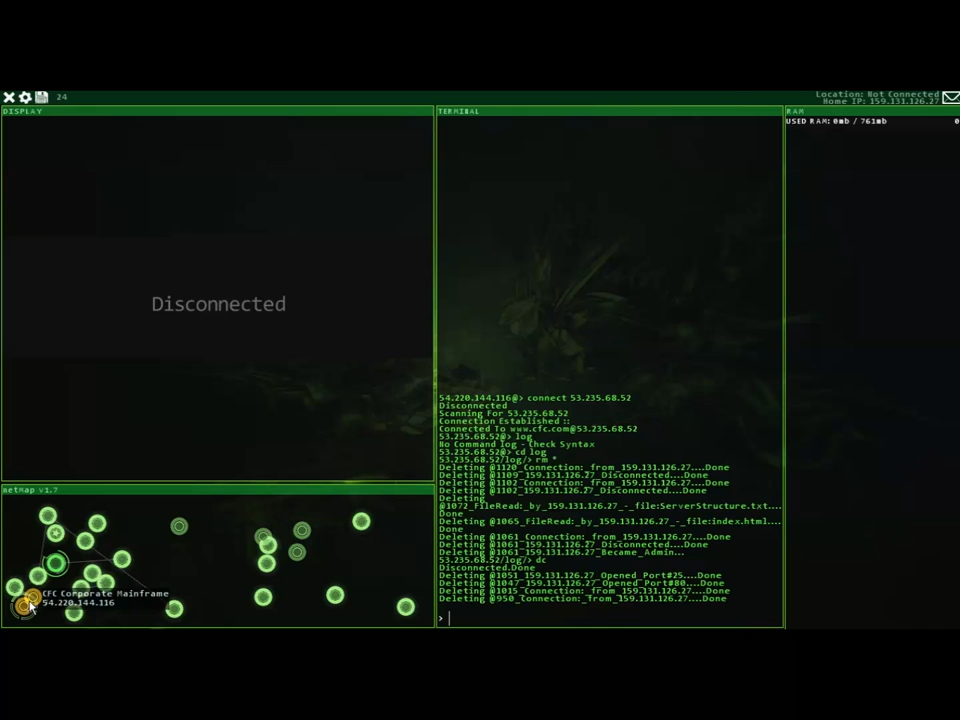 24
Location: Not Connected
Home IP: 159.131.126.27
DISPLAY
TERMINAL
RAM
USED RAM: 0mb / 761mb
0
Disconnected
54.220.144.116@> connect 53.235.68.52
Disconnected
Scanning For 53.235.68.52
Connection Established ::
Connected To www.cfc.com@53.235.68.52
53.235.68.52@> log
No Command log - Check Syntax
53.235.68.52@> cd log
53.235.68.52/log/> rm *
Deleting @1120_Connection:_from_159.131.126.27....Done
Deleting @1109_159.131.126.27_Disconnected....Done
Deleting @1102_Connection:_from_159.131.126.27....Done
Deleting @1102_159.131.126.27_Disconnected....Done
Deleting
@1072_FileRead:_by_159.131.126.27_-_file:ServerStructure.txt....
Done
Deleting @1065_FileRead:_by_159.131.126.27_-_file:index.html....
Done
Deleting @1061_Connection:_from_159.131.126.27....Done
Deleting @1061_159.131.126.27_Disconnected....Done
Deleting @1061_159.131.126.27_Became_Admin...
53.235.68.52/log/> dc
Disconnected.Done
Deleting @1051_159.131.126.27_Opened_Port#25....Done
Deleting @1047_159.131.126.27_Opened_Port#80....Done
Deleting @1015_Connection:_from_159.131.126.27....Done
Deleting @950_Connection:_from_159.131.126.27....Done
>
netMap v1.7
CFC Corporate Mainframe
54.220.144.116